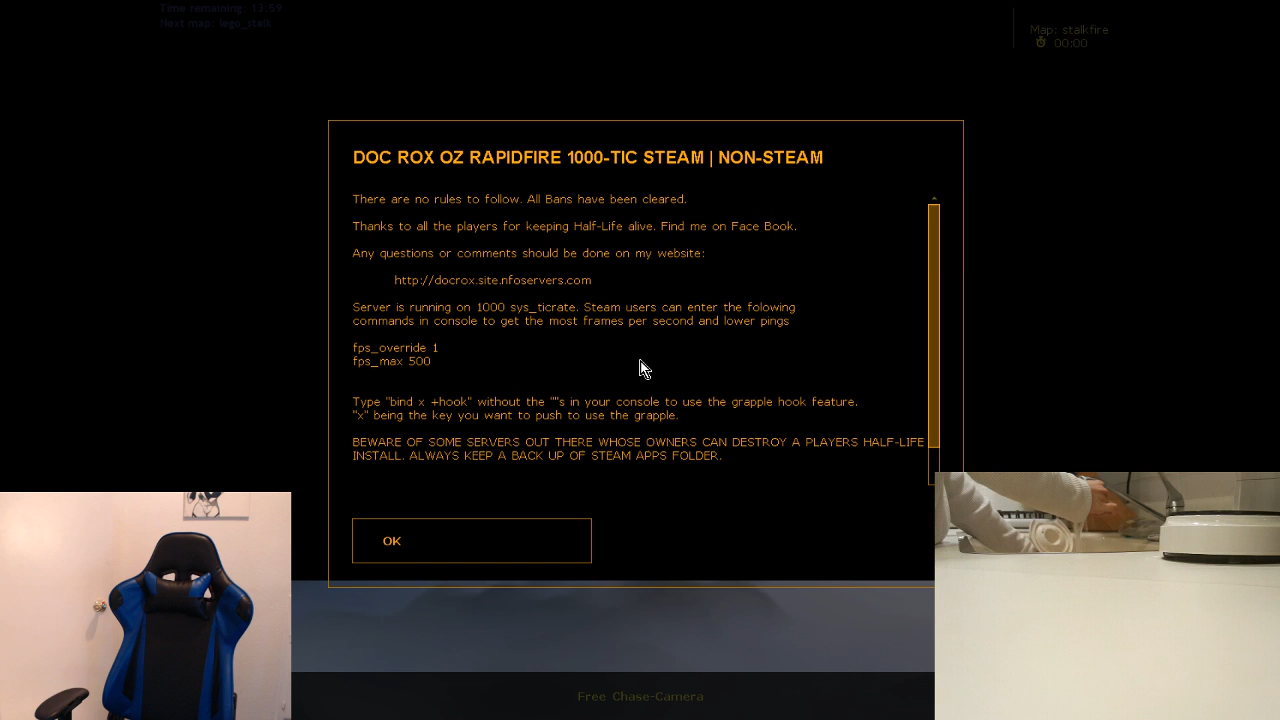 Time remaining: 13:59
Next map: lego_stalk
Map: stalkfire
00:00
DOC ROX OZ RAPIDFIRE 1000-TIC STEAM | NON-STEAM
There are no rules to follow. All Bans have been cleared.
Thanks to all the players for keeping Half-Life alive. Find me on Face Book.
Any questions or comments should be done on my website:
http://docrox.site.nfoservers.com
Server is running on 1000 sys_ticrate. Steam users can enter the folowing
commands in console to get the most frames per second and lower pings
fps_override 1
fps_max 500
Type "bind x +hook" without the ""s in your console to use the grapple hook feature.
"x" being the key you want to push to use the grapple.
BEWARE OF SOME SERVERS OUT THERE WHOSE OWNERS CAN DESTROY A PLAYERS HALF-LIFE
INSTALL. ALWAYS KEEP A BACK UP OF STEAM APPS FOLDER.
OK
Free Chase-Camera